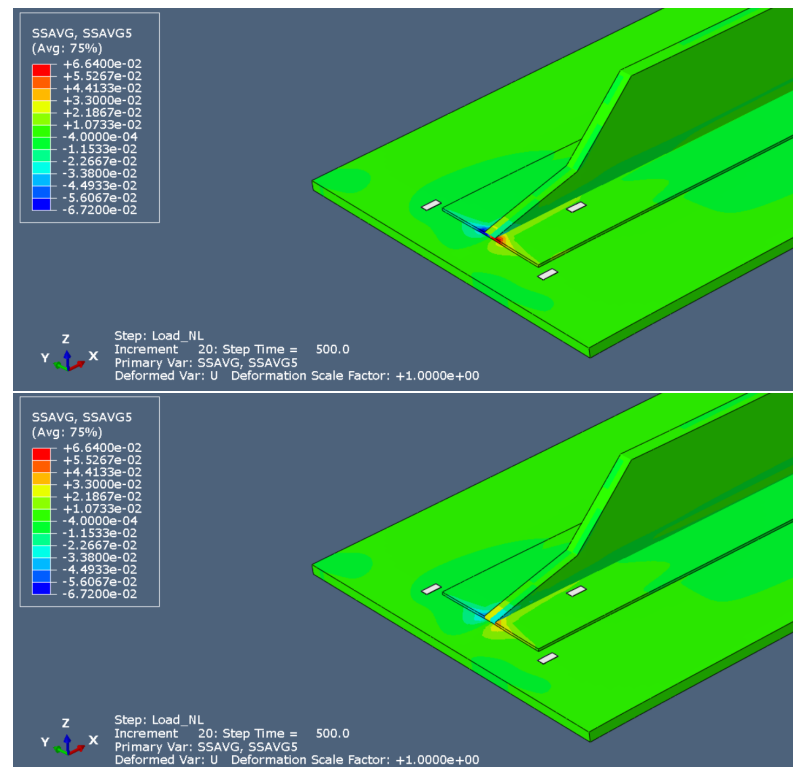 SSAVG, SSAVG5
(Avg: 75%)
+6.6400e-02
+5.5267e-02
+4.4133e-02
+3.3000e-02
+2.1867e-02
+1.0733e-02
-4.0000e-04
-1.1533e-02
-2.2667e-02
-3.3800e-02
-4.4933e-02
-5.6067e-02
-6.7200e-02
Z
Y
X
Step: Load_NL
Increment 20: Step Time = 500.0
Primary Var: SSAVG, SSAVG5
Deformed Var: U Deformation Scale Factor: +1.0000e+00
SSAVG, SSAVG5
(Avg: 75%)
+6.6400e-02
+5.5267e-02
+4.4133e-02
+3.3000e-02
+2.1867e-02
+1.0733e-02
-4.0000e-04
-1.1533e-02
-2.2667e-02
-3.3800e-02
-4.4933e-02
-5.6067e-02
-6.7200e-02
Z
Y
X
Step: Load_NL
Increment 20: Step Time = 500.0
Primary Var: SSAVG, SSAVG5
Deformed Var: U Deformation Scale Factor: +1.0000e+00